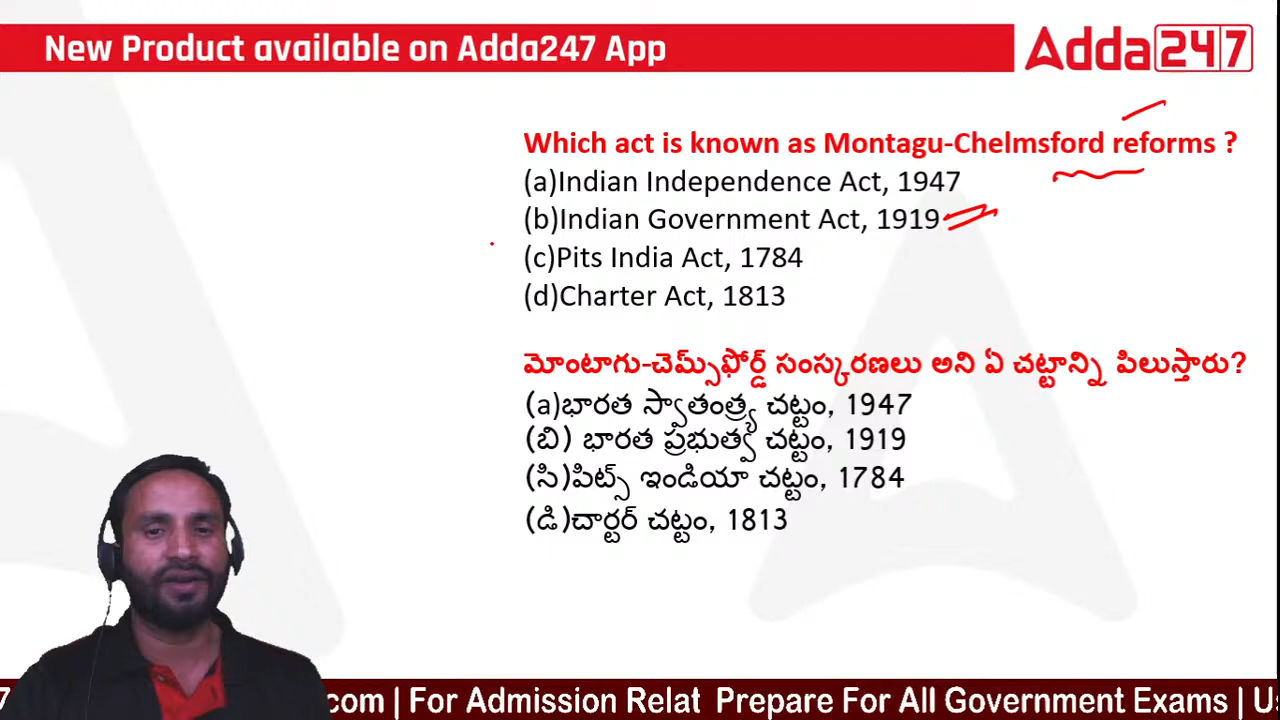 New Product available on Adda247 App
Adda247
Which act is known as Montagu-Chelmsford reforms ?
(a)Indian Independence Act, 1947
(b)Indian Government Act, 1919
(c)Pits India Act, 1784
(d)Charter Act, 1813
మోంటాగు-చెమ్స్‌ఫోర్డ్ సంస్కరణలు అని ఏ చట్టాన్ని పిలుస్తారు?
(a)భారత స్వాతంత్ర్య చట్టం, 1947
(బి) భారత ప్రభుత్వ చట్టం, 1919
(సి)పిట్స్ ఇండియా చట్టం, 1784
(డి)చార్టర్ చట్టం, 1813
7 .com | For Admission Relat Prepare For All Government Exams | Us